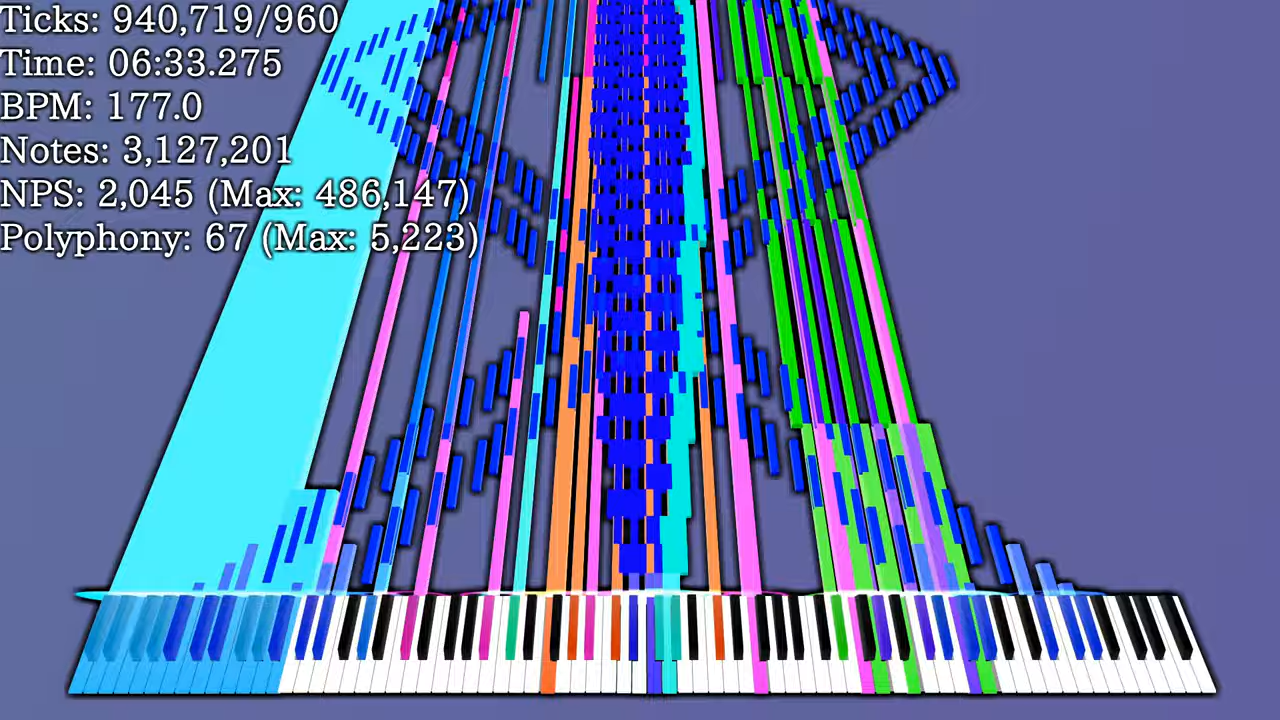 Ticks: 940,719/960
Time: 06:33.275
BPM: 177.0
Notes: 3,127,201
NPS: 2,045 (Max: 486,147)
Polyphony: 67 (Max: 5,223)